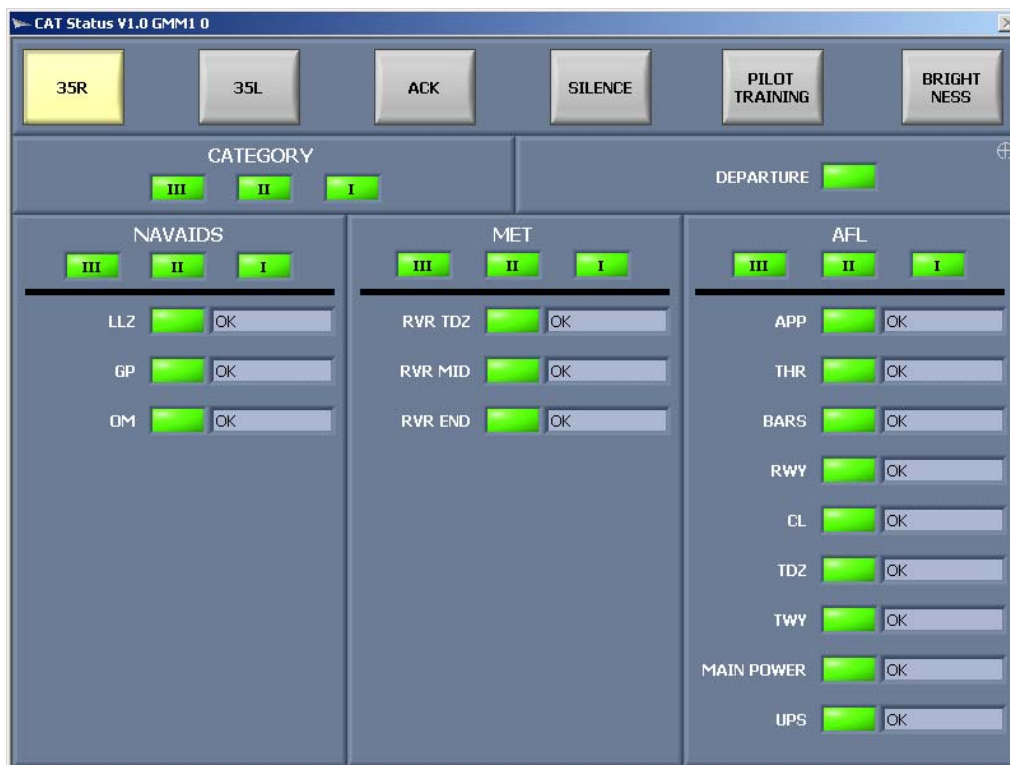 CAT Status V1.0 GMM1 0
35R
35L
ACK
SILENCE
PILOT
TRAINING
BRIGHT
NESS
CATEGORY
III II I
DEPARTURE
NAVAIDS
III II I
LLZ OK
GP OK
OM OK
MET
III II I
RVR TDZ OK
RVR MID OK
RVR END OK
AFL
III II I
APP OK
THR OK
BARS OK
RWY OK
CL OK
TDZ OK
TWY OK
MAIN POWER OK
UPS OK